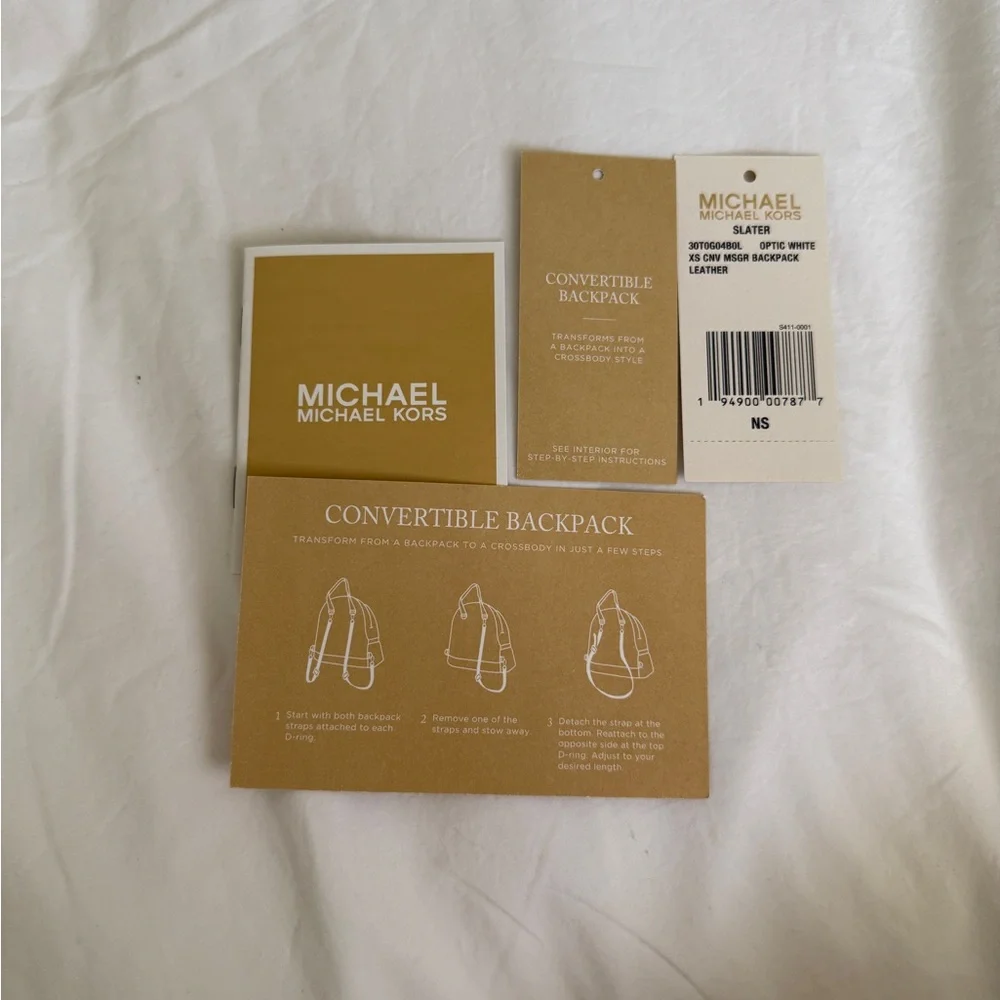 MICHAEL
MICHAEL KORS
CONVERTIBLE
BACKPACK
TRANSFORMS FROM
A BACKPACK INTO A
CROSSBODY STYLE
SEE INTERIOR FOR
STEP-BY-STEP INSTRUCTIONS
MICHAEL
MICHAEL KORS
SLATER
30T0G04B0L OPTIC WHITE
XS CNV MSGR BACKPACK
LEATHER
S411-0001
1 94900 00787 7
NS
CONVERTIBLE BACKPACK
TRANSFORM FROM A BACKPACK TO A CROSSBODY IN JUST A FEW STEPS
1 Start with both backpack
straps attached to each
D-ring.
2 Remove one of the
straps and stow away.
3 Detach the strap at the
bottom. Reattach to the
opposite side at the top
D-ring. Adjust to your
desired length.